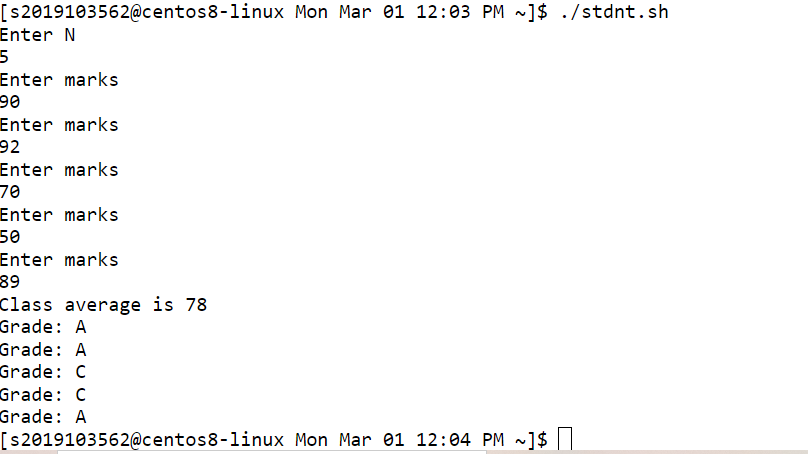 [s2019103562@centos8-linux Mon Mar 01 12:03 PM ~]$ ./stdnt.sh
Enter N
5
Enter marks
90
Enter marks
92
Enter marks
70
Enter marks
50
Enter marks
89
Class average is 78
Grade: A
Grade: A
Grade: C
Grade: C
Grade: A
[s2019103562@centos8-linux Mon Mar 01 12:04 PM ~]$